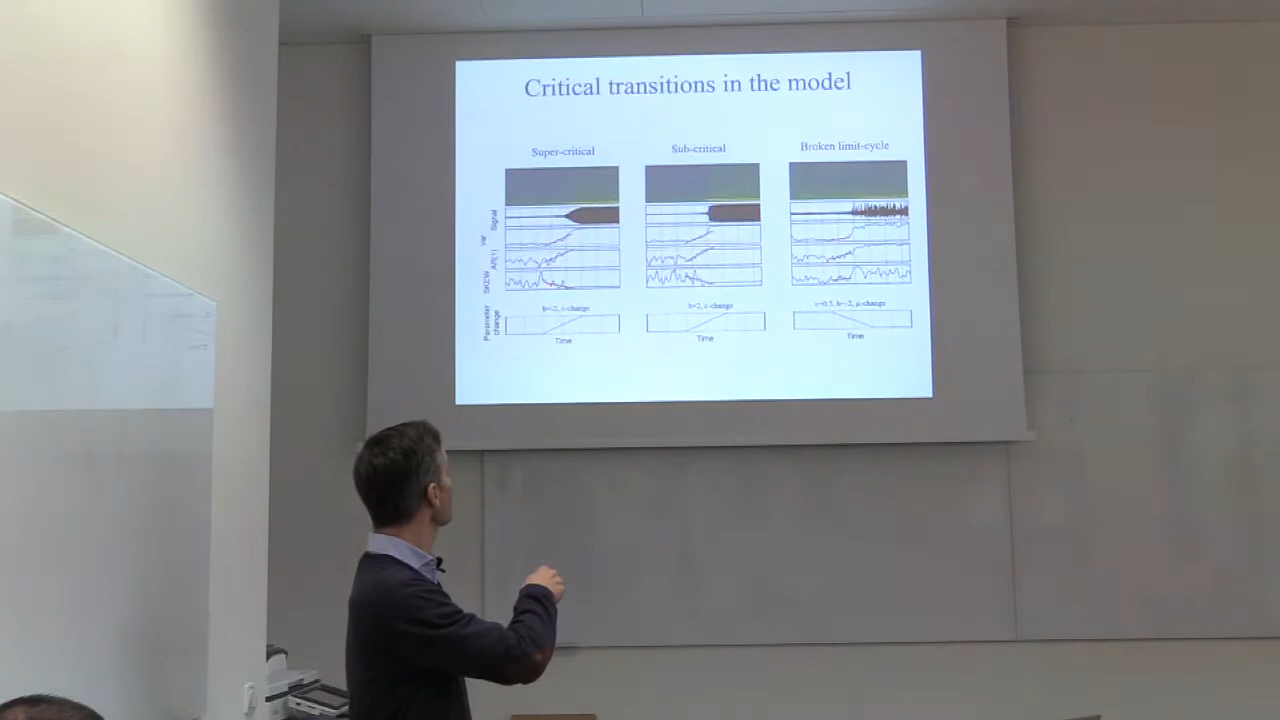 Critical transitions in the model
Super-critical
Sub-critical
Broken limit-cycle
Signal
var
AR(1)
SKEW
Parameter
change
Time
Time
Time